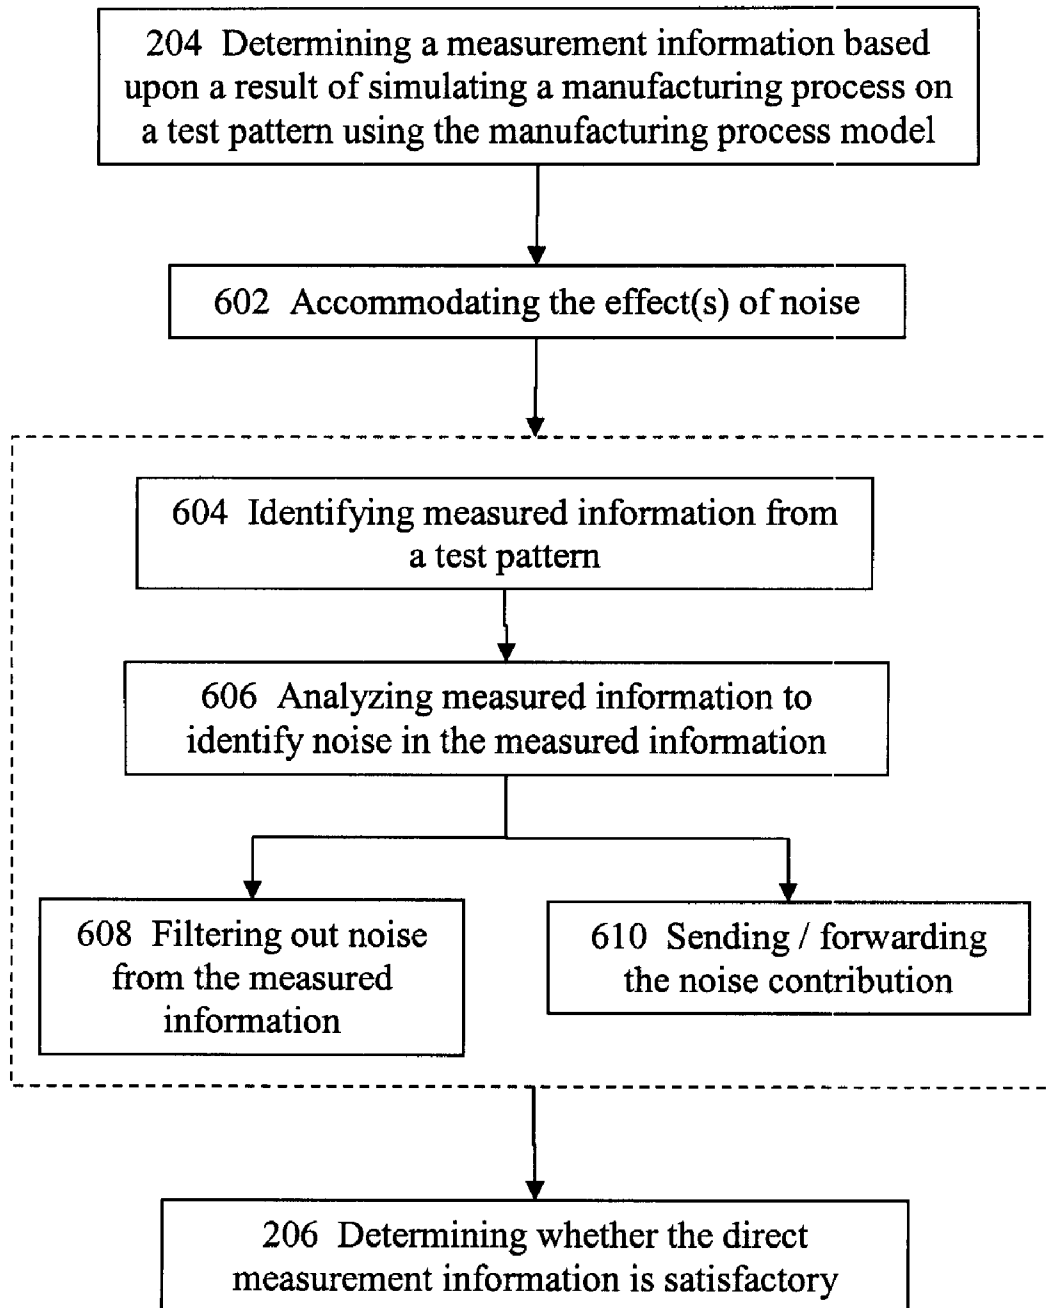 204 Determining a measurement information based
upon a result of simulating a manufacturing process on
a test pattern using the manufacturing process model
602 Accommodating the effect(s) of noise
604 Identifying measured information from
a test pattern
606 Analyzing measured information to
identify noise in the measured information
608 Filtering out noise
from the measured
information
610 Sending / forwarding
the noise contribution
206 Determining whether the direct
measurement information is satisfactory